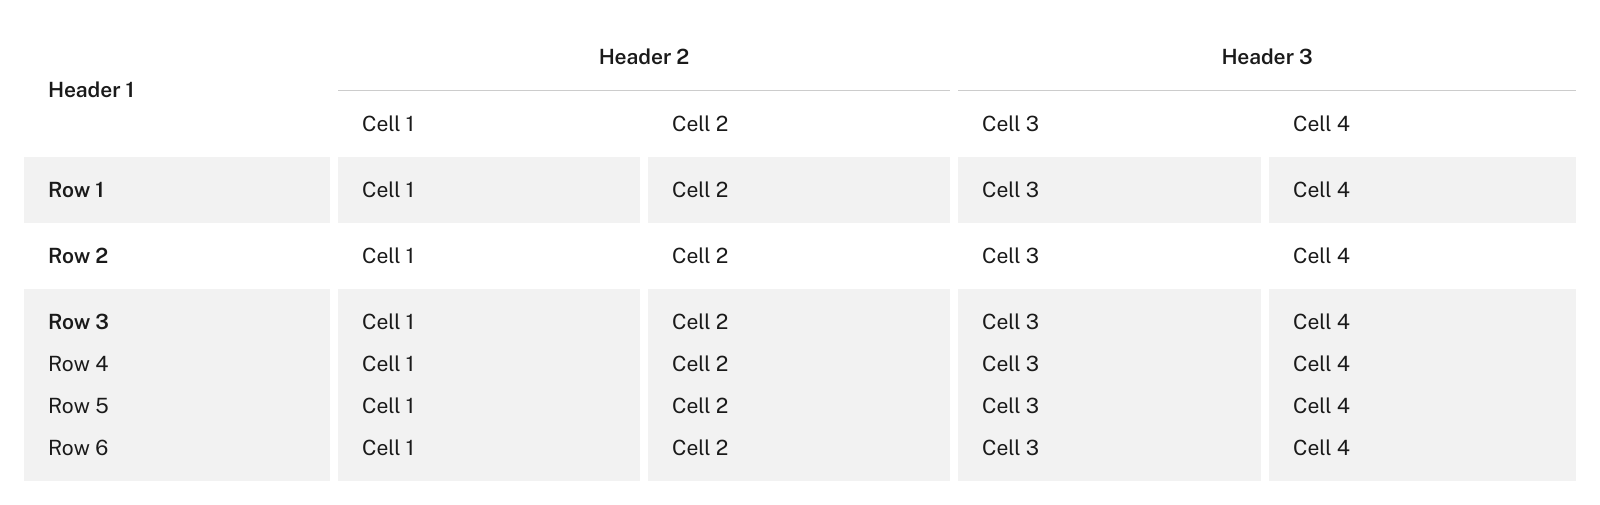 Header 1 Header 2 Header 3
Cell 1 Cell 2 Cell 3 Cell 4
Row 1 Cell 1 Cell 2 Cell 3 Cell 4
Row 2 Cell 1 Cell 2 Cell 3 Cell 4
Row 3 Cell 1 Cell 2 Cell 3 Cell 4
Row 4 Cell 1 Cell 2 Cell 3 Cell 4
Row 5 Cell 1 Cell 2 Cell 3 Cell 4
Row 6 Cell 1 Cell 2 Cell 3 Cell 4